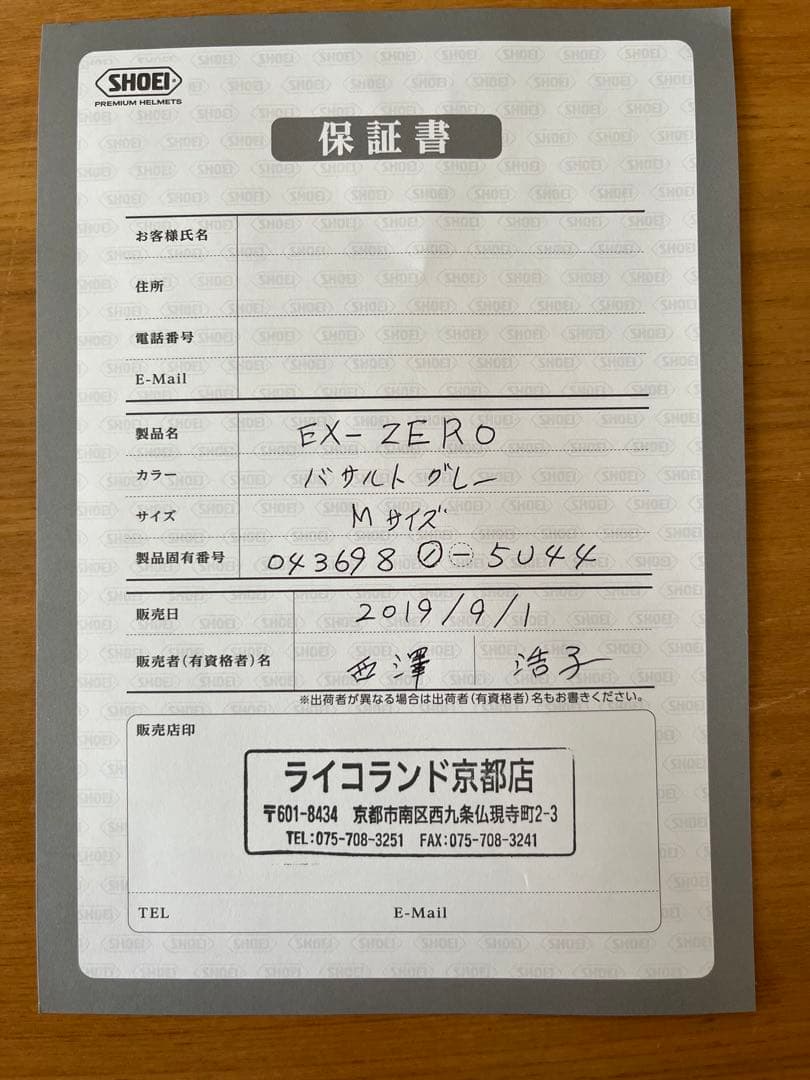 SHOEI
PREMIUM HELMETS
保証書
お客様氏名
住所
電話番号
E-Mail
製品名 EX-ZERO
カラー バサルトグレー
サイズ Mサイズ
製品固有番号 043698 ⊘ ⊖ 5U44
販売日 2019/9/1
販売者(有資格者)名 西澤 浩子
※出荷者が異なる場合は出荷者(有資格者)名もお書きください。
販売店印
ライコランド京都店
〒601-8434 京都市南区西九条仏現寺町2-3
TEL:075-708-3251 FAX:075-708-3241
TEL E-Mail